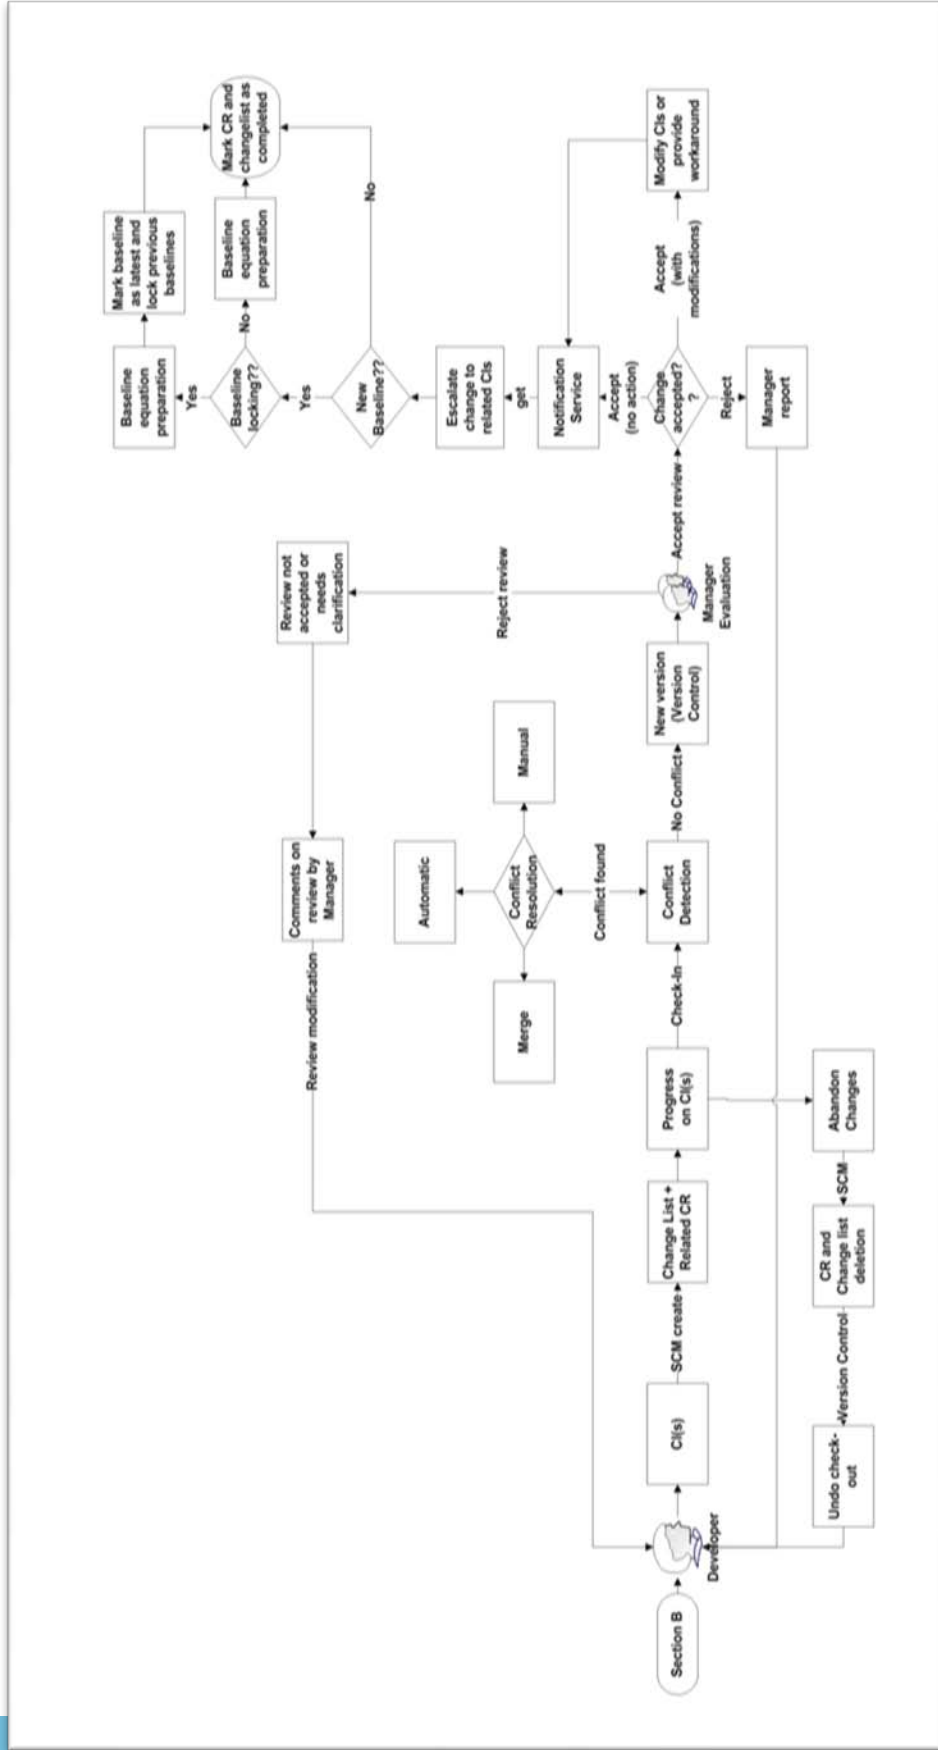 Section B
Developer
CI(s)
SCM create
Change List +
Related CR
Progress
on CI(s)
Check-In
Conflict
Detection
No Conflict
New version
(Version
Control)
Manager
Evaluation
Accept review
Change
accepted?
?
Accept
(with
modifications)
Modify CIs or
provide
workaround
Reject
Manager
report
Accept
(no action)
Notification
Service
get
Escalate
change to
related CIs
New
Baseline??
No
Yes
Baseline
locking??
No
Baseline
equation
preparation
Mark CR and
changelist as
completed
Yes
Baseline
equation
preparation
Mark baseline
as latest and
lock previous
baselines
Reject review
Review not
accepted or
needs
clarification
Comments on
review by
Manager
Review modification
Conflict found
Conflict
Resolution
Merge
Automatic
Manual
Abandon
Changes
SCM
CR and
Change list
deletion
Version Control
Undo check-
out